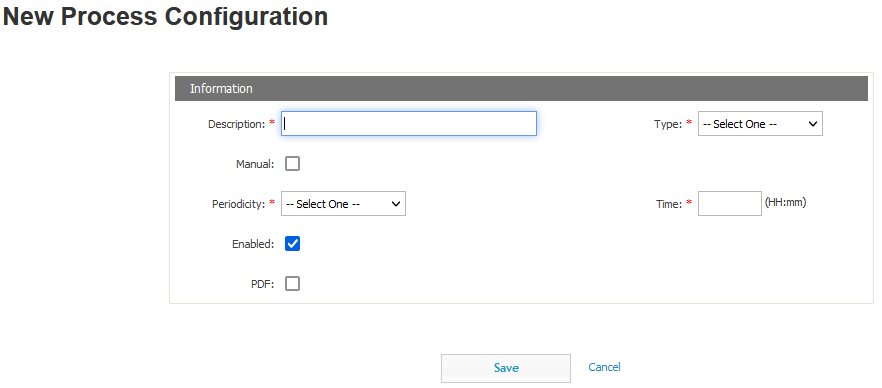 New Process Configuration
Information
Description: * Type: * -- Select One --
Manual:
Periodicity: * -- Select One -- Time: * (HH:mm)
Enabled:
PDF:
Save Cancel